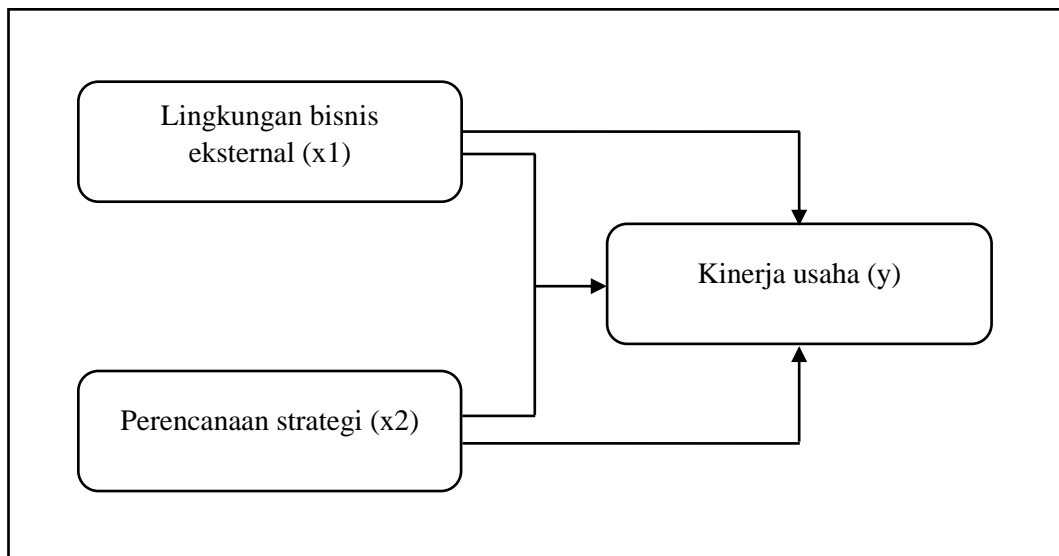 Lingkungan bisnis
eksternal (x1)
Kinerja usaha (y)
Perencanaan strategi (x2)